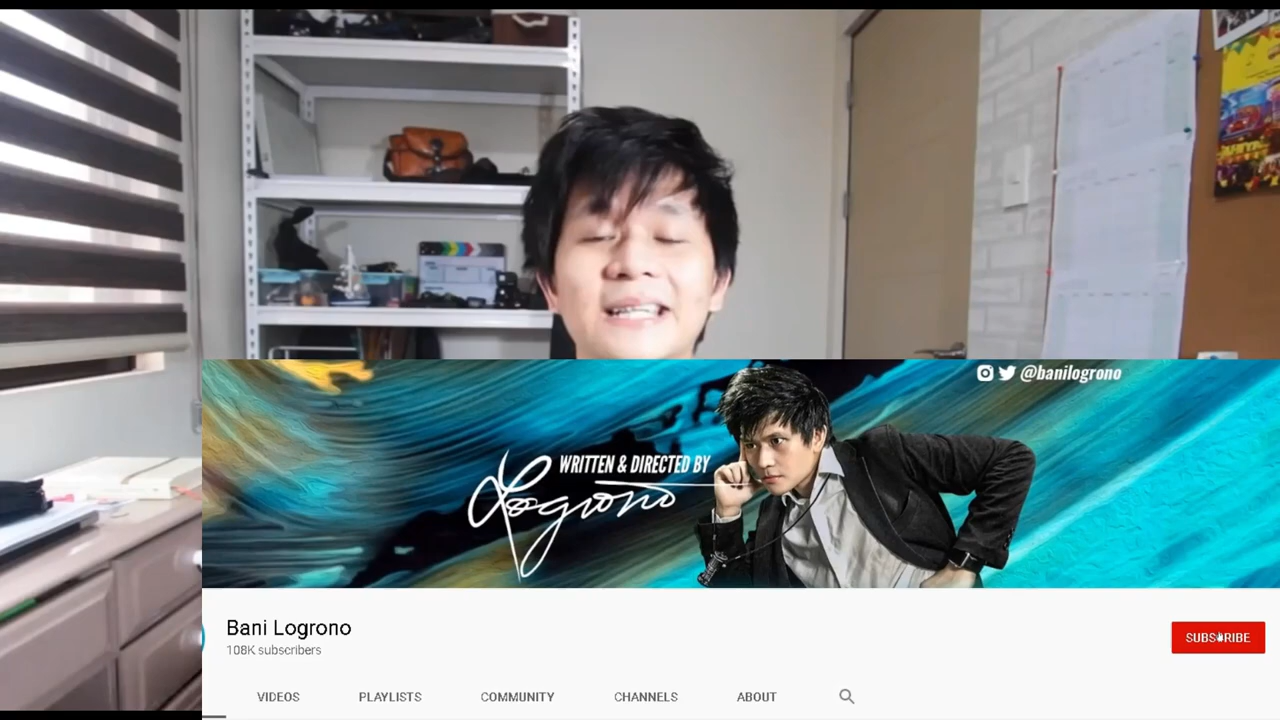 @banilogrono
WRITTEN & DIRECTED BY
Logrono
Bani Logrono
108K subscribers
SUBSCRIBE
VIDEOS
PLAYLISTS
COMMUNITY
CHANNELS
ABOUT